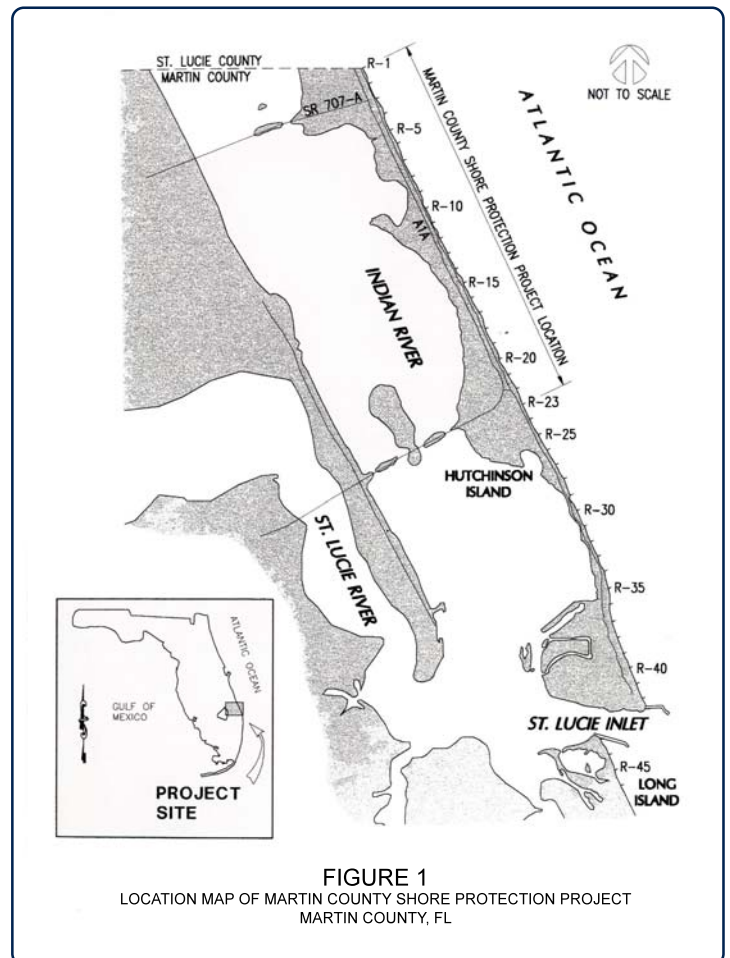 ST. LUCIE COUNTY
MARTIN COUNTY
R-1
NOT TO SCALE
SR 707-A
R-5
MARTIN COUNTY SHORE PROTECTION PROJECT LOCATION
ATLANTIC OCEAN
R-10
A1A
R-15
INDIAN RIVER
R-20
R-23
R-25
HUTCHINSON
ISLAND
R-30
ST. LUCIE RIVER
R-35
R-40
ST. LUCIE INLET
R-45
LONG
ISLAND
ATLANTIC OCEAN
GULF OF
MEXICO
PROJECT
SITE
FIGURE 1
LOCATION MAP OF MARTIN COUNTY SHORE PROTECTION PROJECT
MARTIN COUNTY, FL